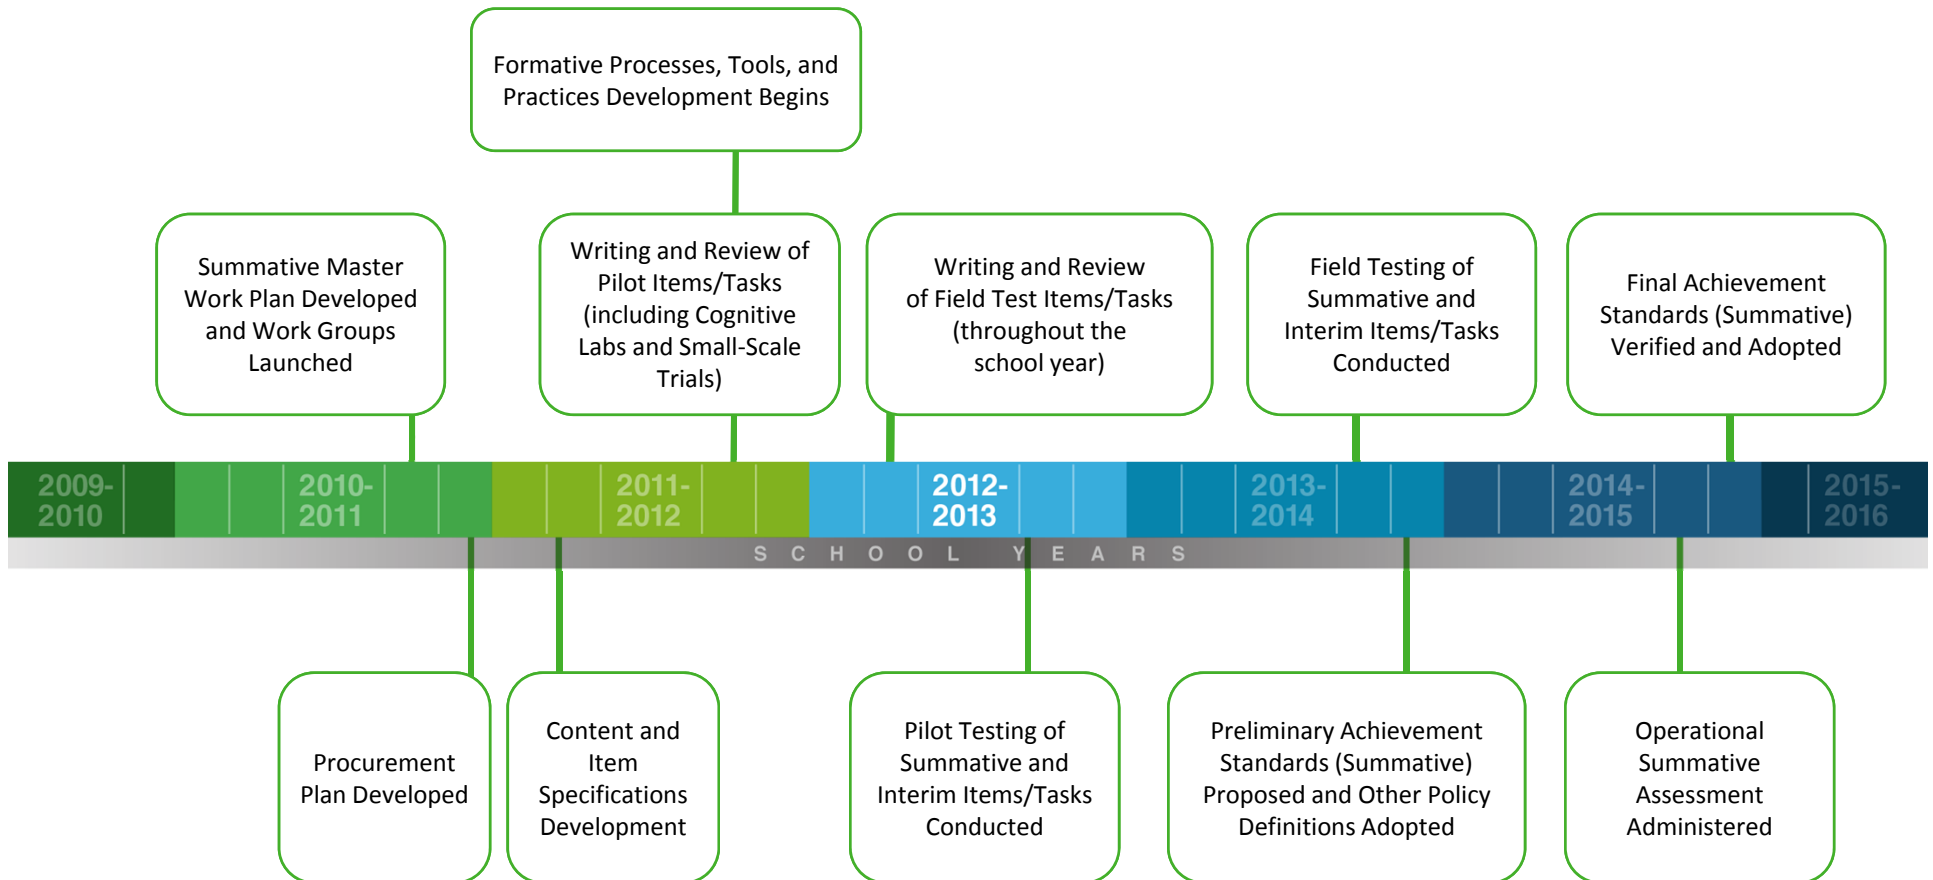 Formative Processes, Tools, and
Practices Development Begins
Summative Master
Work Plan Developed
and Work Groups
Launched
Writing and Review of
Pilot Items/Tasks
(including Cognitive
Labs and Small-Scale
Trials)
Writing and Review
of Field Test Items/Tasks
(throughout the
school year)
Field Testing of
Summative and
Interim Items/Tasks
Conducted
Final Achievement
Standards (Summative)
Verified and Adopted
2009-
2010
2010-
2011
2011-
2012
2012-
2013
2013-
2014
2014-
2015
2015-
2016
SCHOOL YEARS
Procurement
Plan Developed
Content and
Item
Specifications
Development
Pilot Testing of
Summative and
Interim Items/Tasks
Conducted
Preliminary Achievement
Standards (Summative)
Proposed and Other Policy
Definitions Adopted
Operational
Summative
Assessment
Administered